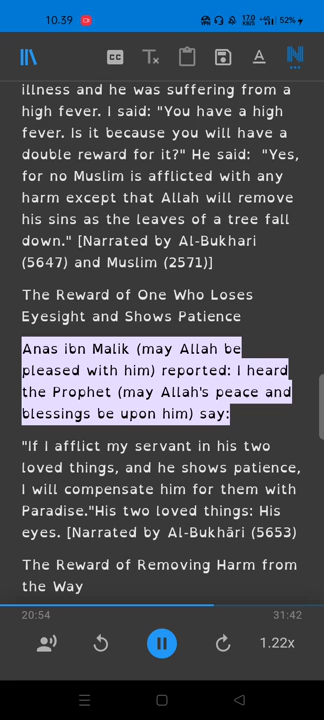 10.39 17.0 KB/S 4G 52%
CC T A N
illness and he was suffering from a
high fever. I said: "You have a high
fever. Is it because you will have a
double reward for it?" He said: "Yes,
for no Muslim is afflicted with any
harm except that Allah will remove
his sins as the leaves of a tree fall
down." [Narrated by Al-Bukhari
(5647) and Muslim (2571)]
The Reward of One Who Loses
Eyesight and Shows Patience
Anas ibn Malik (may Allah be
pleased with him) reported: I heard
the Prophet (may Allah's peace and
blessings be upon him) say:
"If I afflict my servant in his two
loved things, and he shows patience,
I will compensate him for them with
Paradise."His two loved things: His
eyes. [Narrated by Al-Bukhāri (5653)
The Reward of Removing Harm from
the Way
20:54 31:42
1.22x